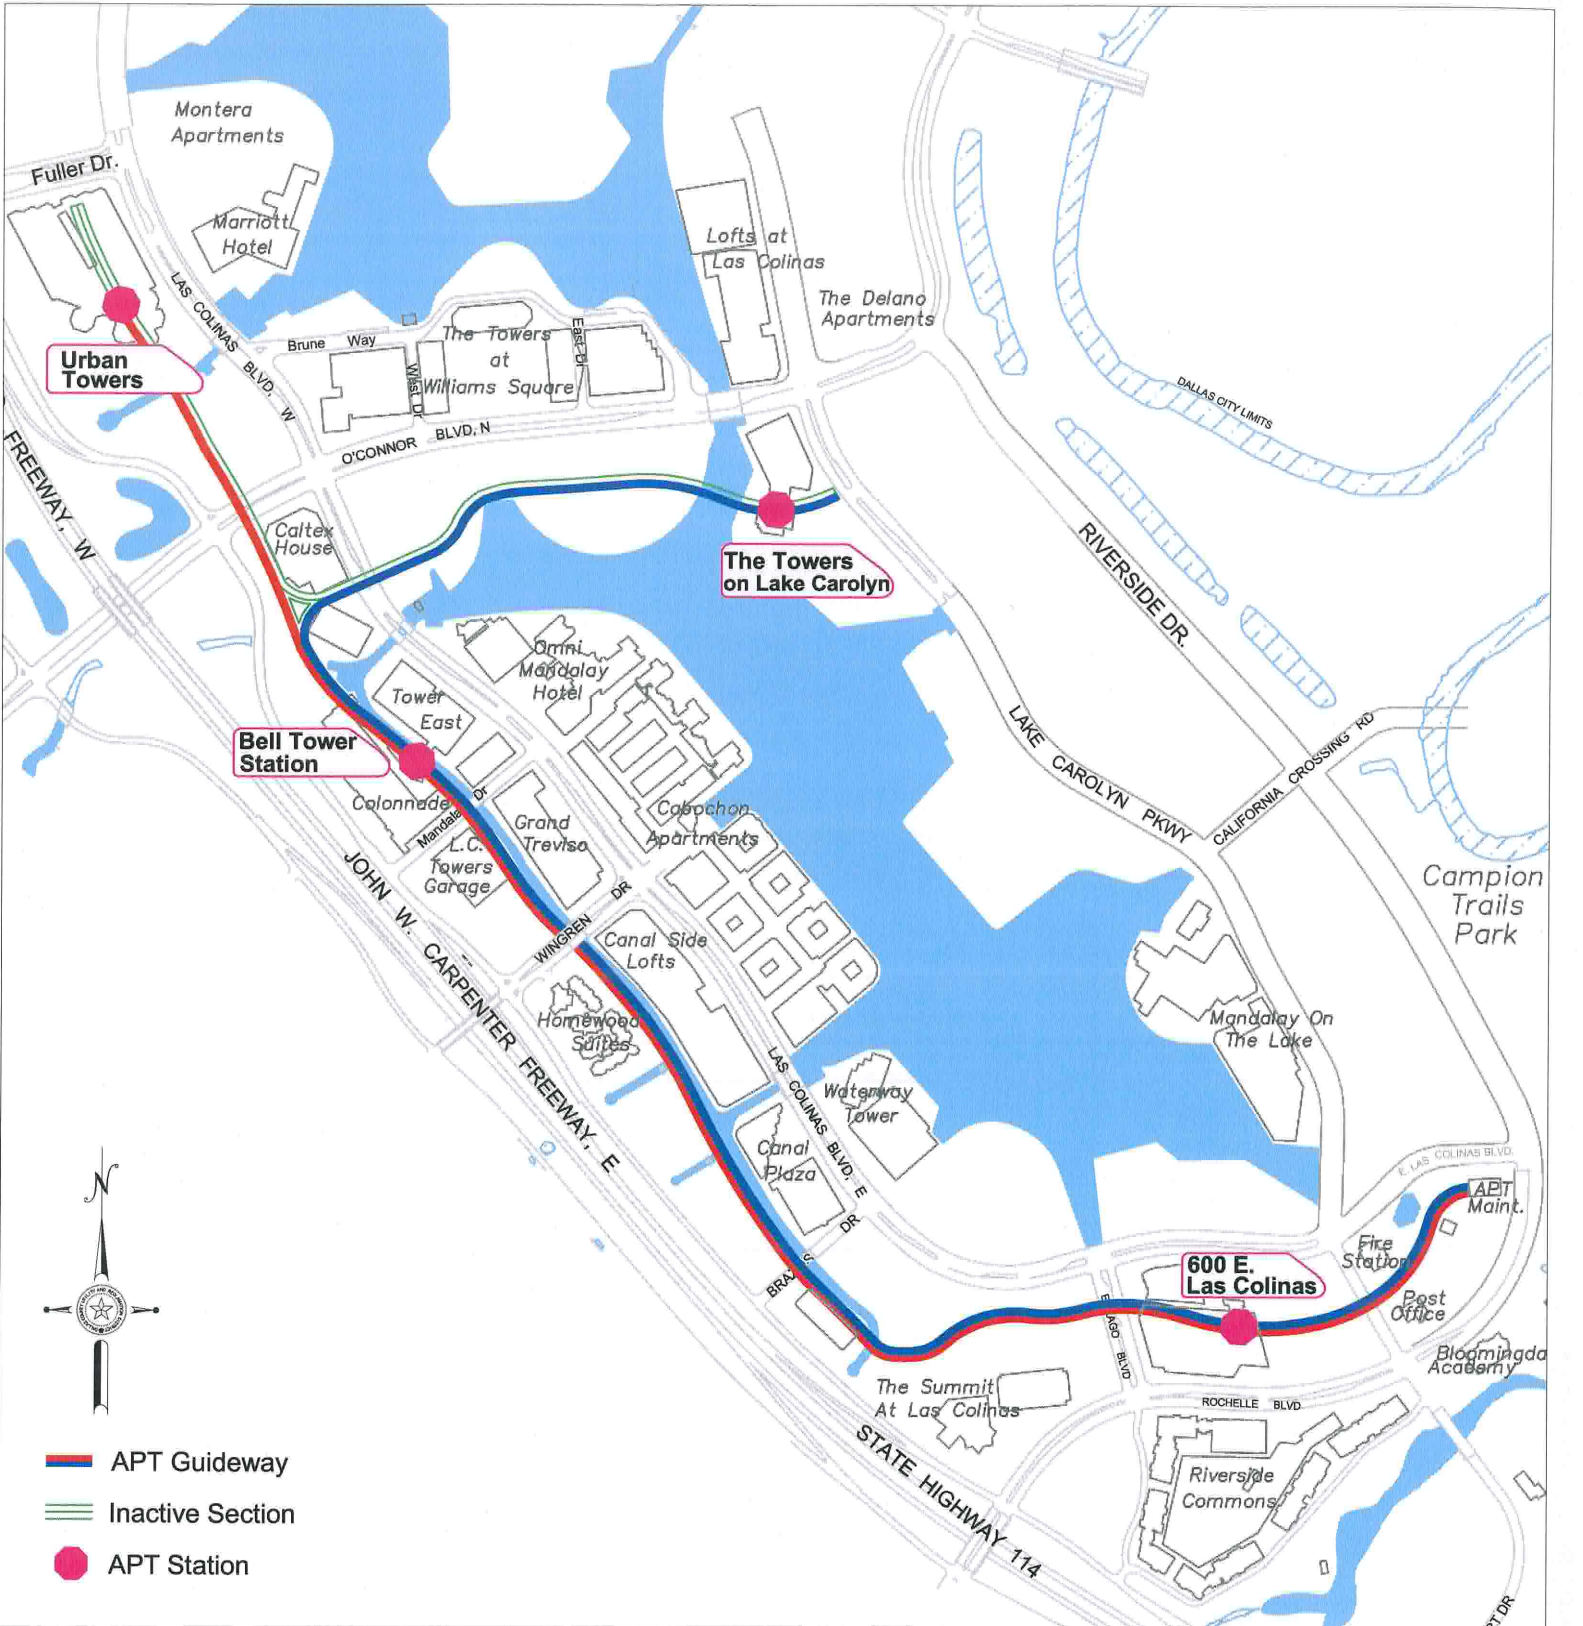 Montera
Apartments
Fuller Dr.
Marriott
Hotel
LAS COLINAS BLVD, W
Urban
Towers
Brune Way
The Towers
at
Williams Square
West Dr
East Dr
O'CONNOR BLVD, N
Lofts at
Las Colinas
The Delano
Apartments
DALLAS CITY LIMITS
FREEWAY, W
Caltex
House
The Towers
on Lake Carolyn
RIVERSIDE DR.
Omni
Mandalay
Hotel
Tower
East
Bell Tower
Station
Colonnade
Mandalay Dr
L.C.
Towers
Garage
Grand
Treviso
Cabochon
Apartments
LAKE CAROLYN PKWY
CALIFORNIA CROSSING RD
Campion
Trails
Park
JOHN W. CARPENTER FREEWAY, E
WINGREN DR
Canal Side
Lofts
Homewood
Suites
Mandalay On
The Lake
LAS COLINAS BLVD, E
Waterway
Tower
Canal
Plaza
DR
E. LAS COLINAS BLVD.
APT
Maint.
Fire
Station
600 E.
Las Colinas
Post
Office
Academy
BLVD
ROCHELLE BLVD
The Summit
At Las Colinas
STATE HIGHWAY 114
Riverside
Commons
N
APT Guideway
Inactive Section
APT Station